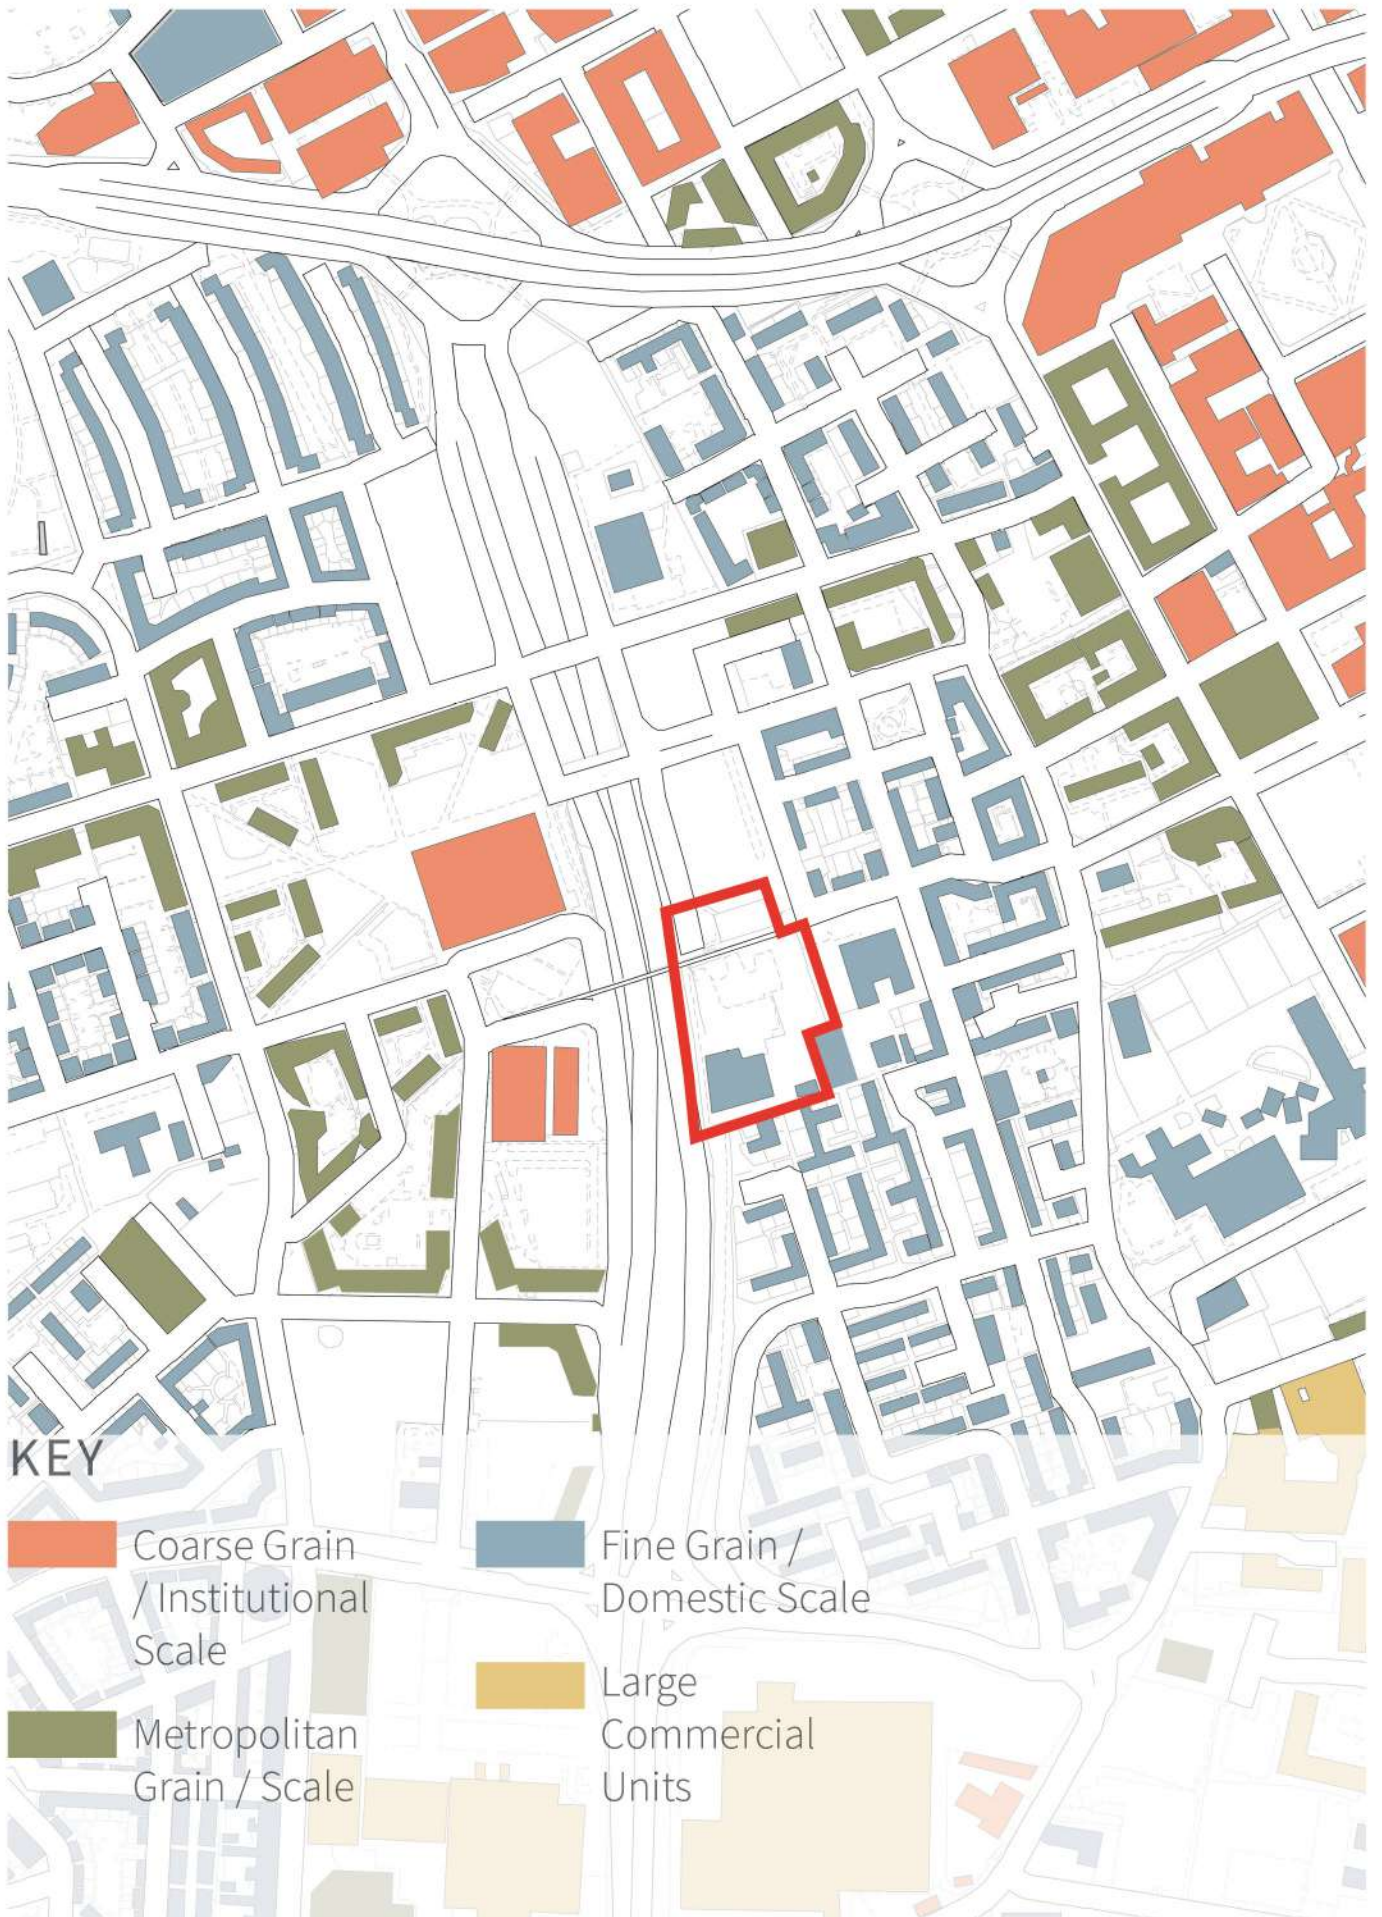 KEY
Coarse Grain
/ Institutional
Scale
Metropolitan
Grain / Scale
Fine Grain /
Domestic Scale
Large
Commercial
Units